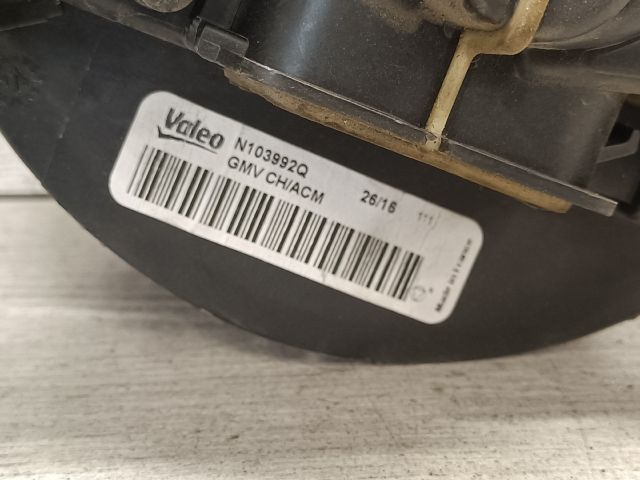 Valeo
N103992Q
GMV CH/ACM
26/16
Made in France